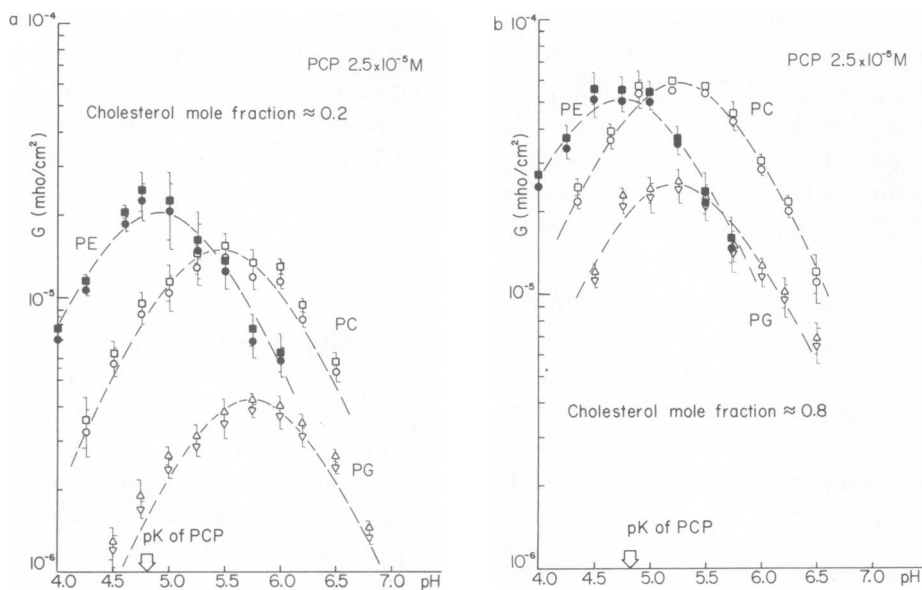 a
10⁻⁴
PCP 2.5x10⁻⁵M
Cholesterol mole fraction ≈ 0.2
G (mho/cm²)
PE
10⁻⁵
PC
PG
pK of PCP
10⁻⁶
4.0 4.5 5.0 5.5 6.0 6.5 7.0 pH
b
10⁻⁴
PCP 2.5x10⁻⁵M
PE
PC
G (mho/cm²)
10⁻⁵
PG
Cholesterol mole fraction ≈ 0.8
pK of PCP
10⁻⁶
4.0 4.5 5.0 5.5 6.0 6.5 7.0 pH